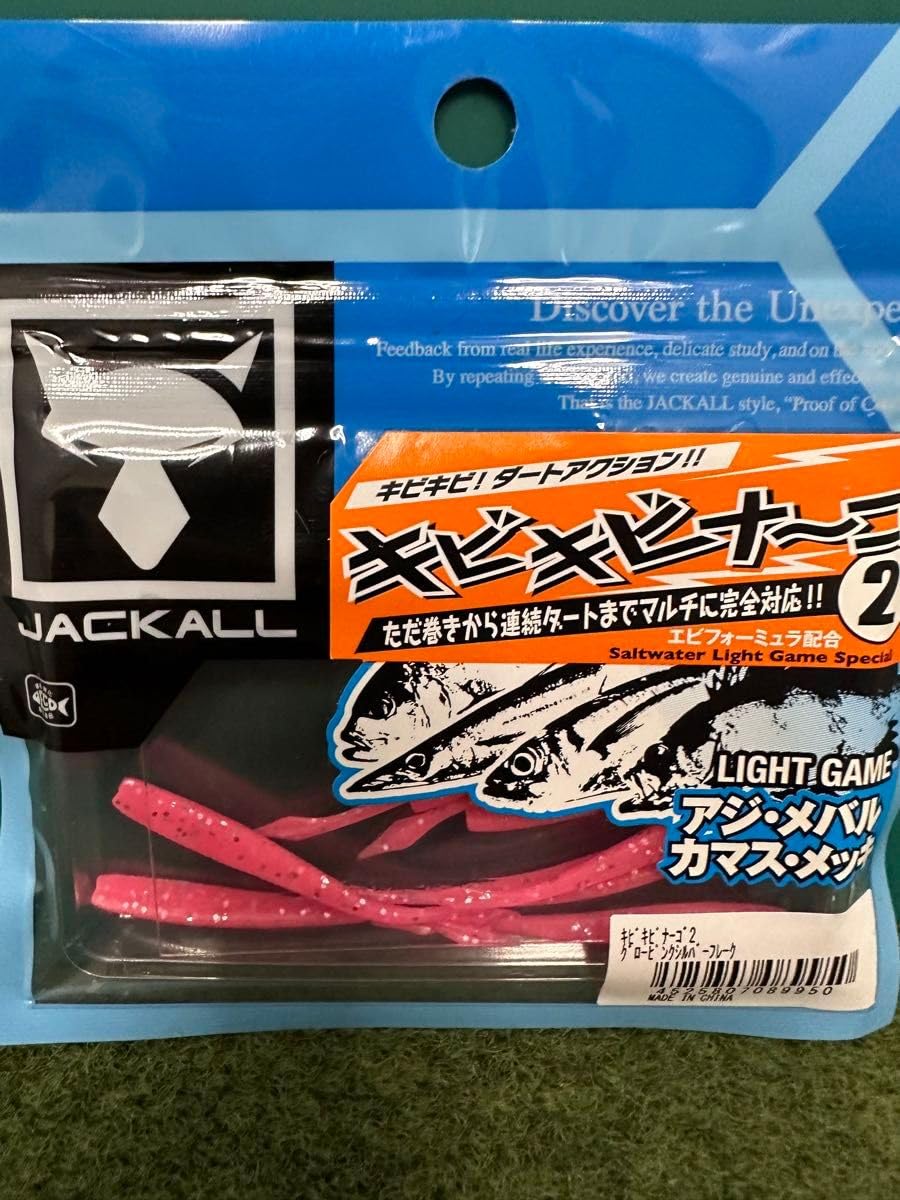 Discover the Unexpe
Feedback from real life experience, delicate study, and on
By repeating we create genuine and effec
That is the JACKALL style, "Proof of C
JACKALL
キビキビ!ダートアクション!!
キビキビナ〜ゴ
2
ただ巻きから連続ダートまでマルチに完全対応!!
エビフォーミュラ配合
Saltwater Light Game Special
LIGHT GAME
アジ・メバル
カマス・メッキ
キビキビナーゴ2
グローピンクシルバーフレーク
4525807089950
MADE IN CHINA